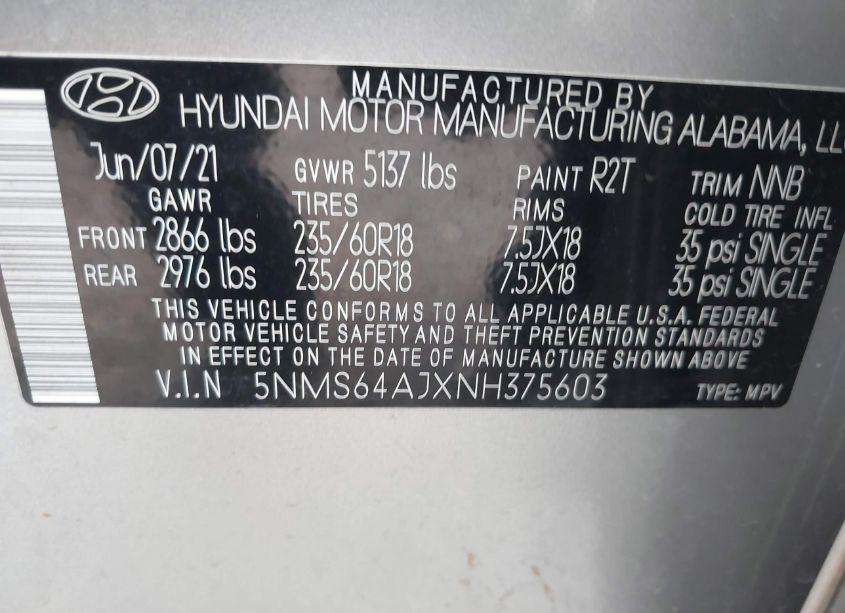 MANUFACTURED BY
HYUNDAI MOTOR MANUFACTURING ALABAMA, LLC
Jun/07/21 GVWR 5137 lbs PAINT R2T TRIM NNB
GAWR TIRES RIMS COLD TIRE INFL
FRONT 2866 lbs 235/60R18 7.5JX18 35 psi SINGLE
REAR 2976 lbs 235/60R18 7.5JX18 35 psi SINGLE
THIS VEHICLE CONFORMS TO ALL APPLICABLE U.S.A. FEDERAL
MOTOR VEHICLE SAFETY AND THEFT PREVENTION STANDARDS
IN EFFECT ON THE DATE OF MANUFACTURE SHOWN ABOVE
V.I.N 5NMS64AJXNH375603 TYPE: MPV